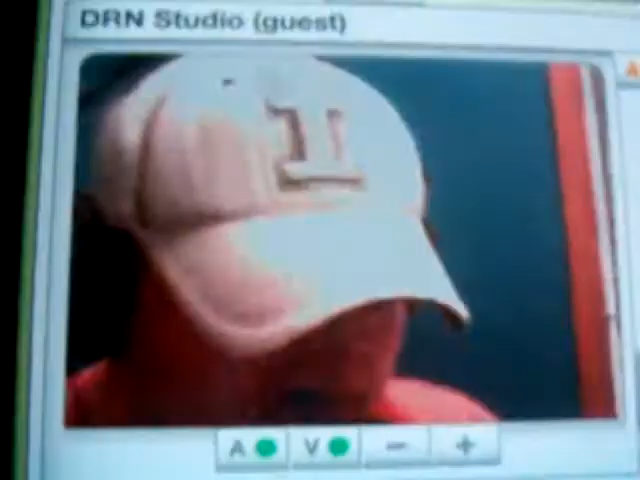 DRN Studio (guest)
A
A V − +